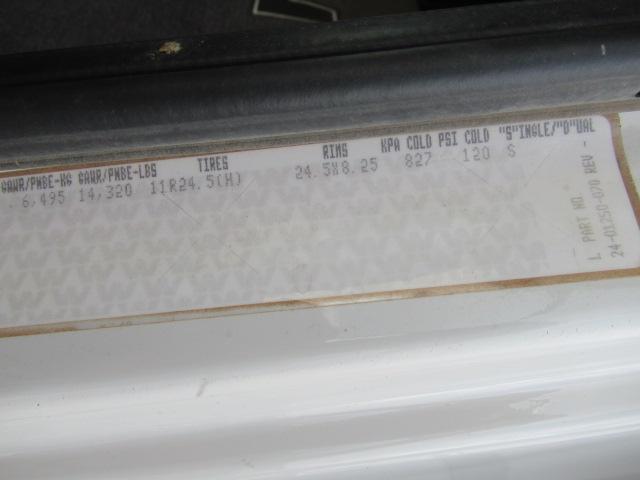 GAWR/PNBE-KG GAWR/PNBE-LBS TIRES RIMS KPA COLD PSI COLD "S"INGLE/"D"UAL
6,495 14,320 11R24.5(H) 24.5X8.25 827 120 S
L PART NO
24-01250-070 REV -